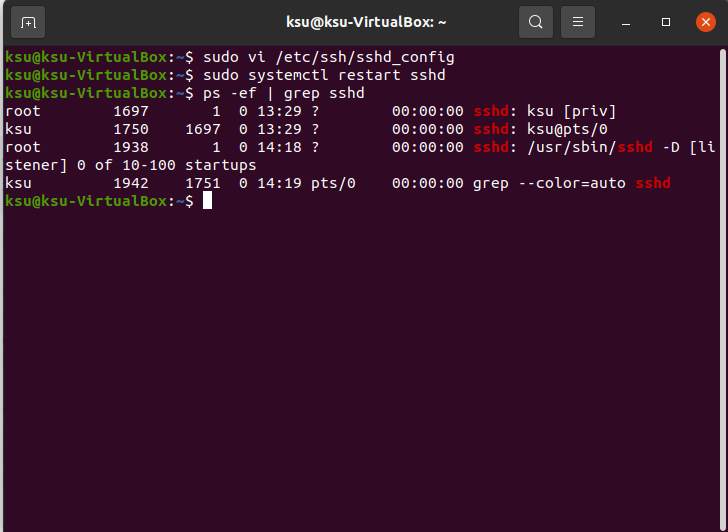 ksu@ksu-VirtualBox: ~
ksu@ksu-VirtualBox:~$ sudo vi /etc/ssh/sshd_config
ksu@ksu-VirtualBox:~$ sudo systemctl restart sshd
ksu@ksu-VirtualBox:~$ ps -ef | grep sshd
root        1697       1  0 13:29 ?        00:00:00 sshd: ksu [priv]
ksu         1750    1697  0 13:29 ?        00:00:00 sshd: ksu@pts/0
root        1938       1  0 14:18 ?        00:00:00 sshd: /usr/sbin/sshd -D [li
stener] 0 of 10-100 startups
ksu         1942    1751  0 14:19 pts/0    00:00:00 grep --color=auto sshd
ksu@ksu-VirtualBox:~$